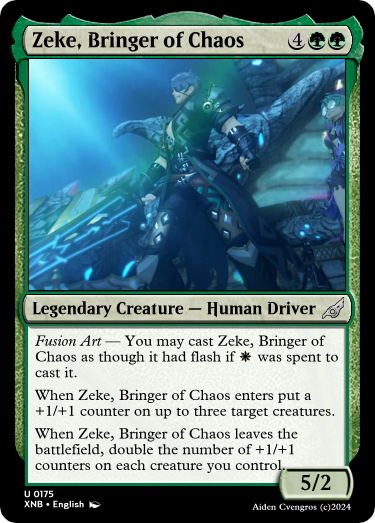 Zeke, Bringer of Chaos 4
Legendary Creature — Human Driver
Fusion Art — You may cast Zeke, Bringer of
Chaos as though it had flash if was spent to
cast it.
When Zeke, Bringer of Chaos enters put a
+1/+1 counter on up to three target creatures.
When Zeke, Bringer of Chaos leaves the
battlefield, double the number of +1/+1
counters on each creature you control.
5/2
U 0175
XNB • English
Aiden Cvengros (c)2024